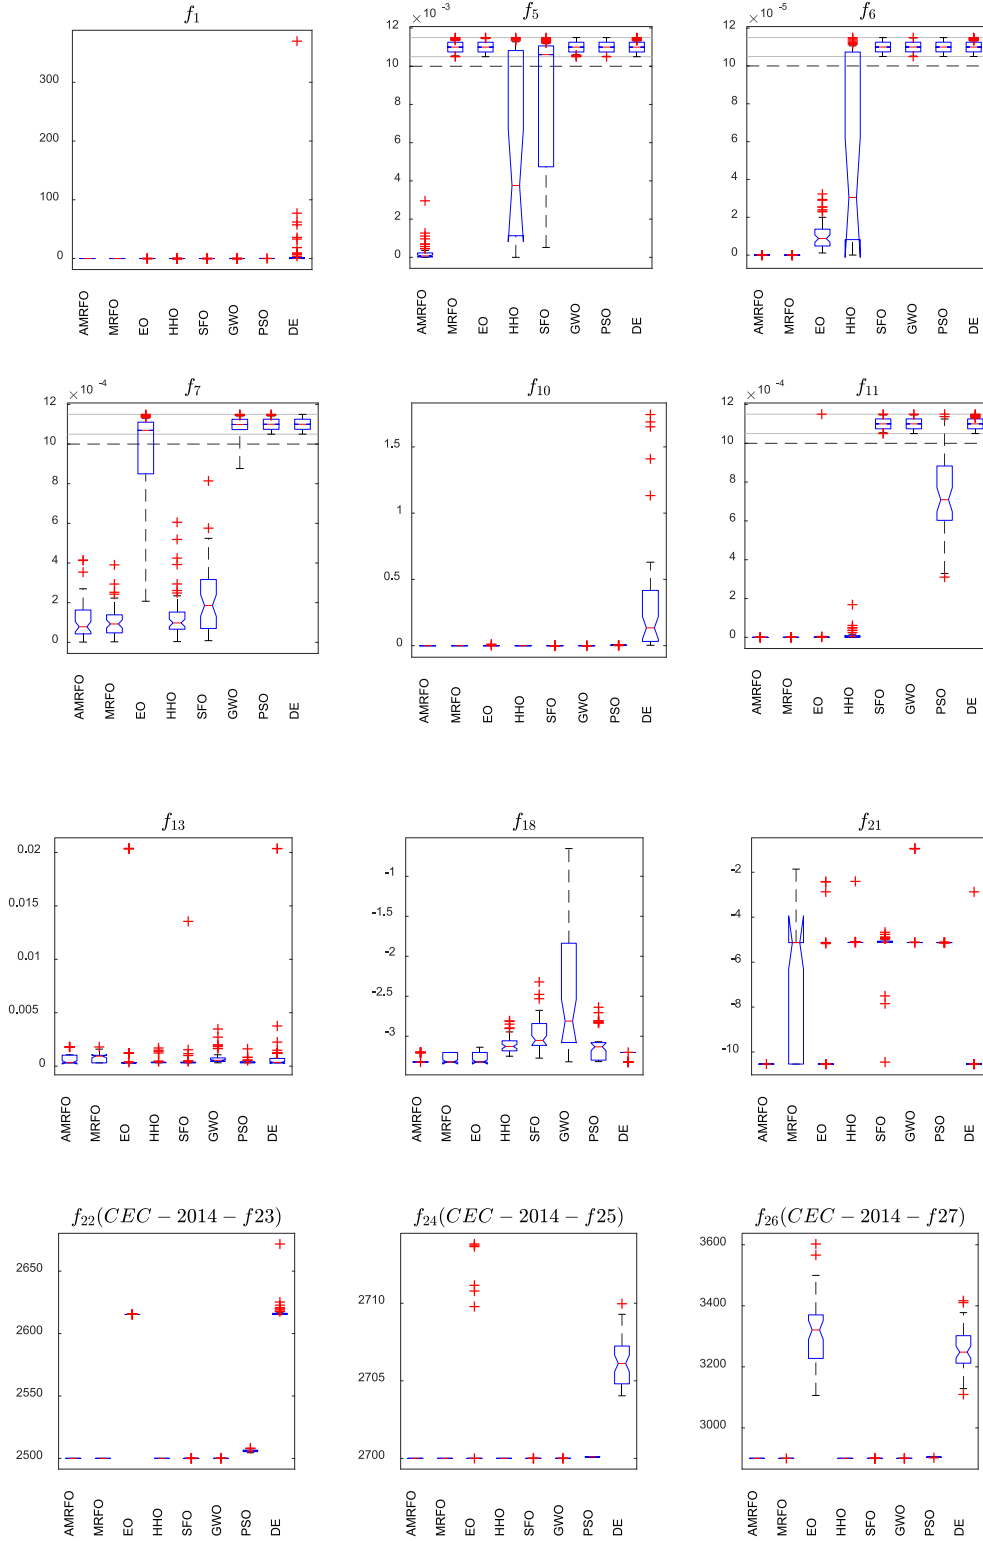 f1
300
200
100
0
AMRFO
MRFO
EO
HHO
SFO
GWO
PSO
DE
f5
×10 -3
12
10
8
6
4
2
0
AMRFO
MRFO
EO
HHO
SFO
GWO
PSO
DE
f6
×10 -5
12
10
8
6
4
2
0
AMRFO
MRFO
EO
HHO
SFO
GWO
PSO
DE
f7
×10 -4
12
10
8
6
4
2
0
AMRFO
MRFO
EO
HHO
SFO
GWO
PSO
DE
f10
1.5
1
0.5
0
AMRFO
MRFO
EO
HHO
SFO
GWO
PSO
DE
f11
×10 -4
12
10
8
6
4
2
0
AMRFO
MRFO
EO
HHO
SFO
GWO
PSO
DE
f13
0.02
0.015
0.01
0.005
0
AMRFO
MRFO
EO
HHO
SFO
GWO
PSO
DE
f18
-1
-1.5
-2
-2.5
-3
AMRFO
MRFO
EO
HHO
SFO
GWO
PSO
DE
f21
-2
-4
-6
-8
-10
AMRFO
MRFO
EO
HHO
SFO
GWO
PSO
DE
f22(CEC − 2014 − f23)
2650
2600
2550
2500
AMRFO
MRFO
EO
HHO
SFO
GWO
PSO
DE
f24(CEC − 2014 − f25)
2710
2705
2700
AMRFO
MRFO
EO
HHO
SFO
GWO
PSO
DE
f26(CEC − 2014 − f27)
3600
3400
3200
3000
AMRFO
MRFO
EO
HHO
SFO
GWO
PSO
DE